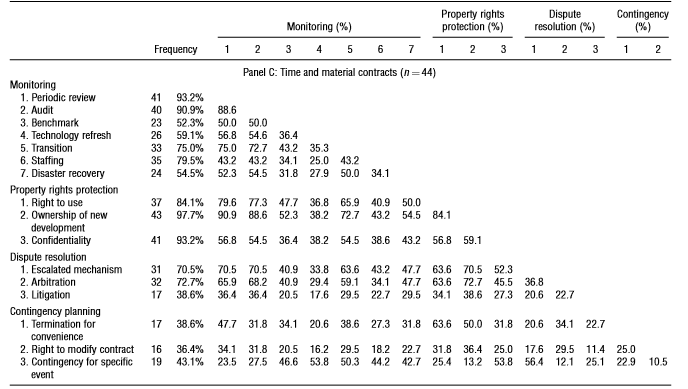 Monitoring (%) Property rights protection (%) Dispute resolution (%) Contingency (%)
Frequency 1 2 3 4 5 6 7 1 2 3 1 2 3 1 2
Panel C: Time and material contracts (n = 44)
Monitoring
1. Periodic review 41 93.2%
2. Audit 40 90.9% 88.6
3. Benchmark 23 52.3% 50.0 50.0
4. Technology refresh 26 59.1% 56.8 54.6 36.4
5. Transition 33 75.0% 75.0 72.7 43.2 35.3
6. Staffing 35 79.5% 43.2 43.2 34.1 25.0 43.2
7. Disaster recovery 24 54.5% 52.3 54.5 31.8 27.9 50.0 34.1
Property rights protection
1. Right to use 37 84.1% 79.6 77.3 47.7 36.8 65.9 40.9 50.0
2. Ownership of new 43 97.7% 90.9 88.6 52.3 38.2 72.7 43.2 54.5 84.1
development
3. Confidentiality 41 93.2% 56.8 54.5 36.4 38.2 54.5 38.6 43.2 56.8 59.1
Dispute resolution
1. Escalated mechanism 31 70.5% 70.5 70.5 40.9 33.8 63.6 43.2 47.7 63.6 70.5 52.3
2. Arbitration 32 72.7% 65.9 68.2 40.9 29.4 59.1 34.1 47.7 63.6 72.7 45.5 36.8
3. Litigation 17 38.6% 36.4 36.4 20.5 17.6 29.5 22.7 29.5 34.1 38.6 27.3 20.6 22.7
Contingency planning
1. Termination for 17 38.6% 47.7 31.8 34.1 20.6 38.6 27.3 31.8 63.6 50.0 31.8 20.6 34.1 22.7
convenience
2. Right to modify contract 16 36.4% 34.1 31.8 20.5 16.2 29.5 18.2 22.7 31.8 36.4 25.0 17.6 29.5 11.4 25.0
3. Contingency for specific 19 43.1% 23.5 27.5 46.6 53.8 50.3 44.2 42.7 25.4 13.2 53.8 56.4 12.1 25.1 22.9 10.5
event